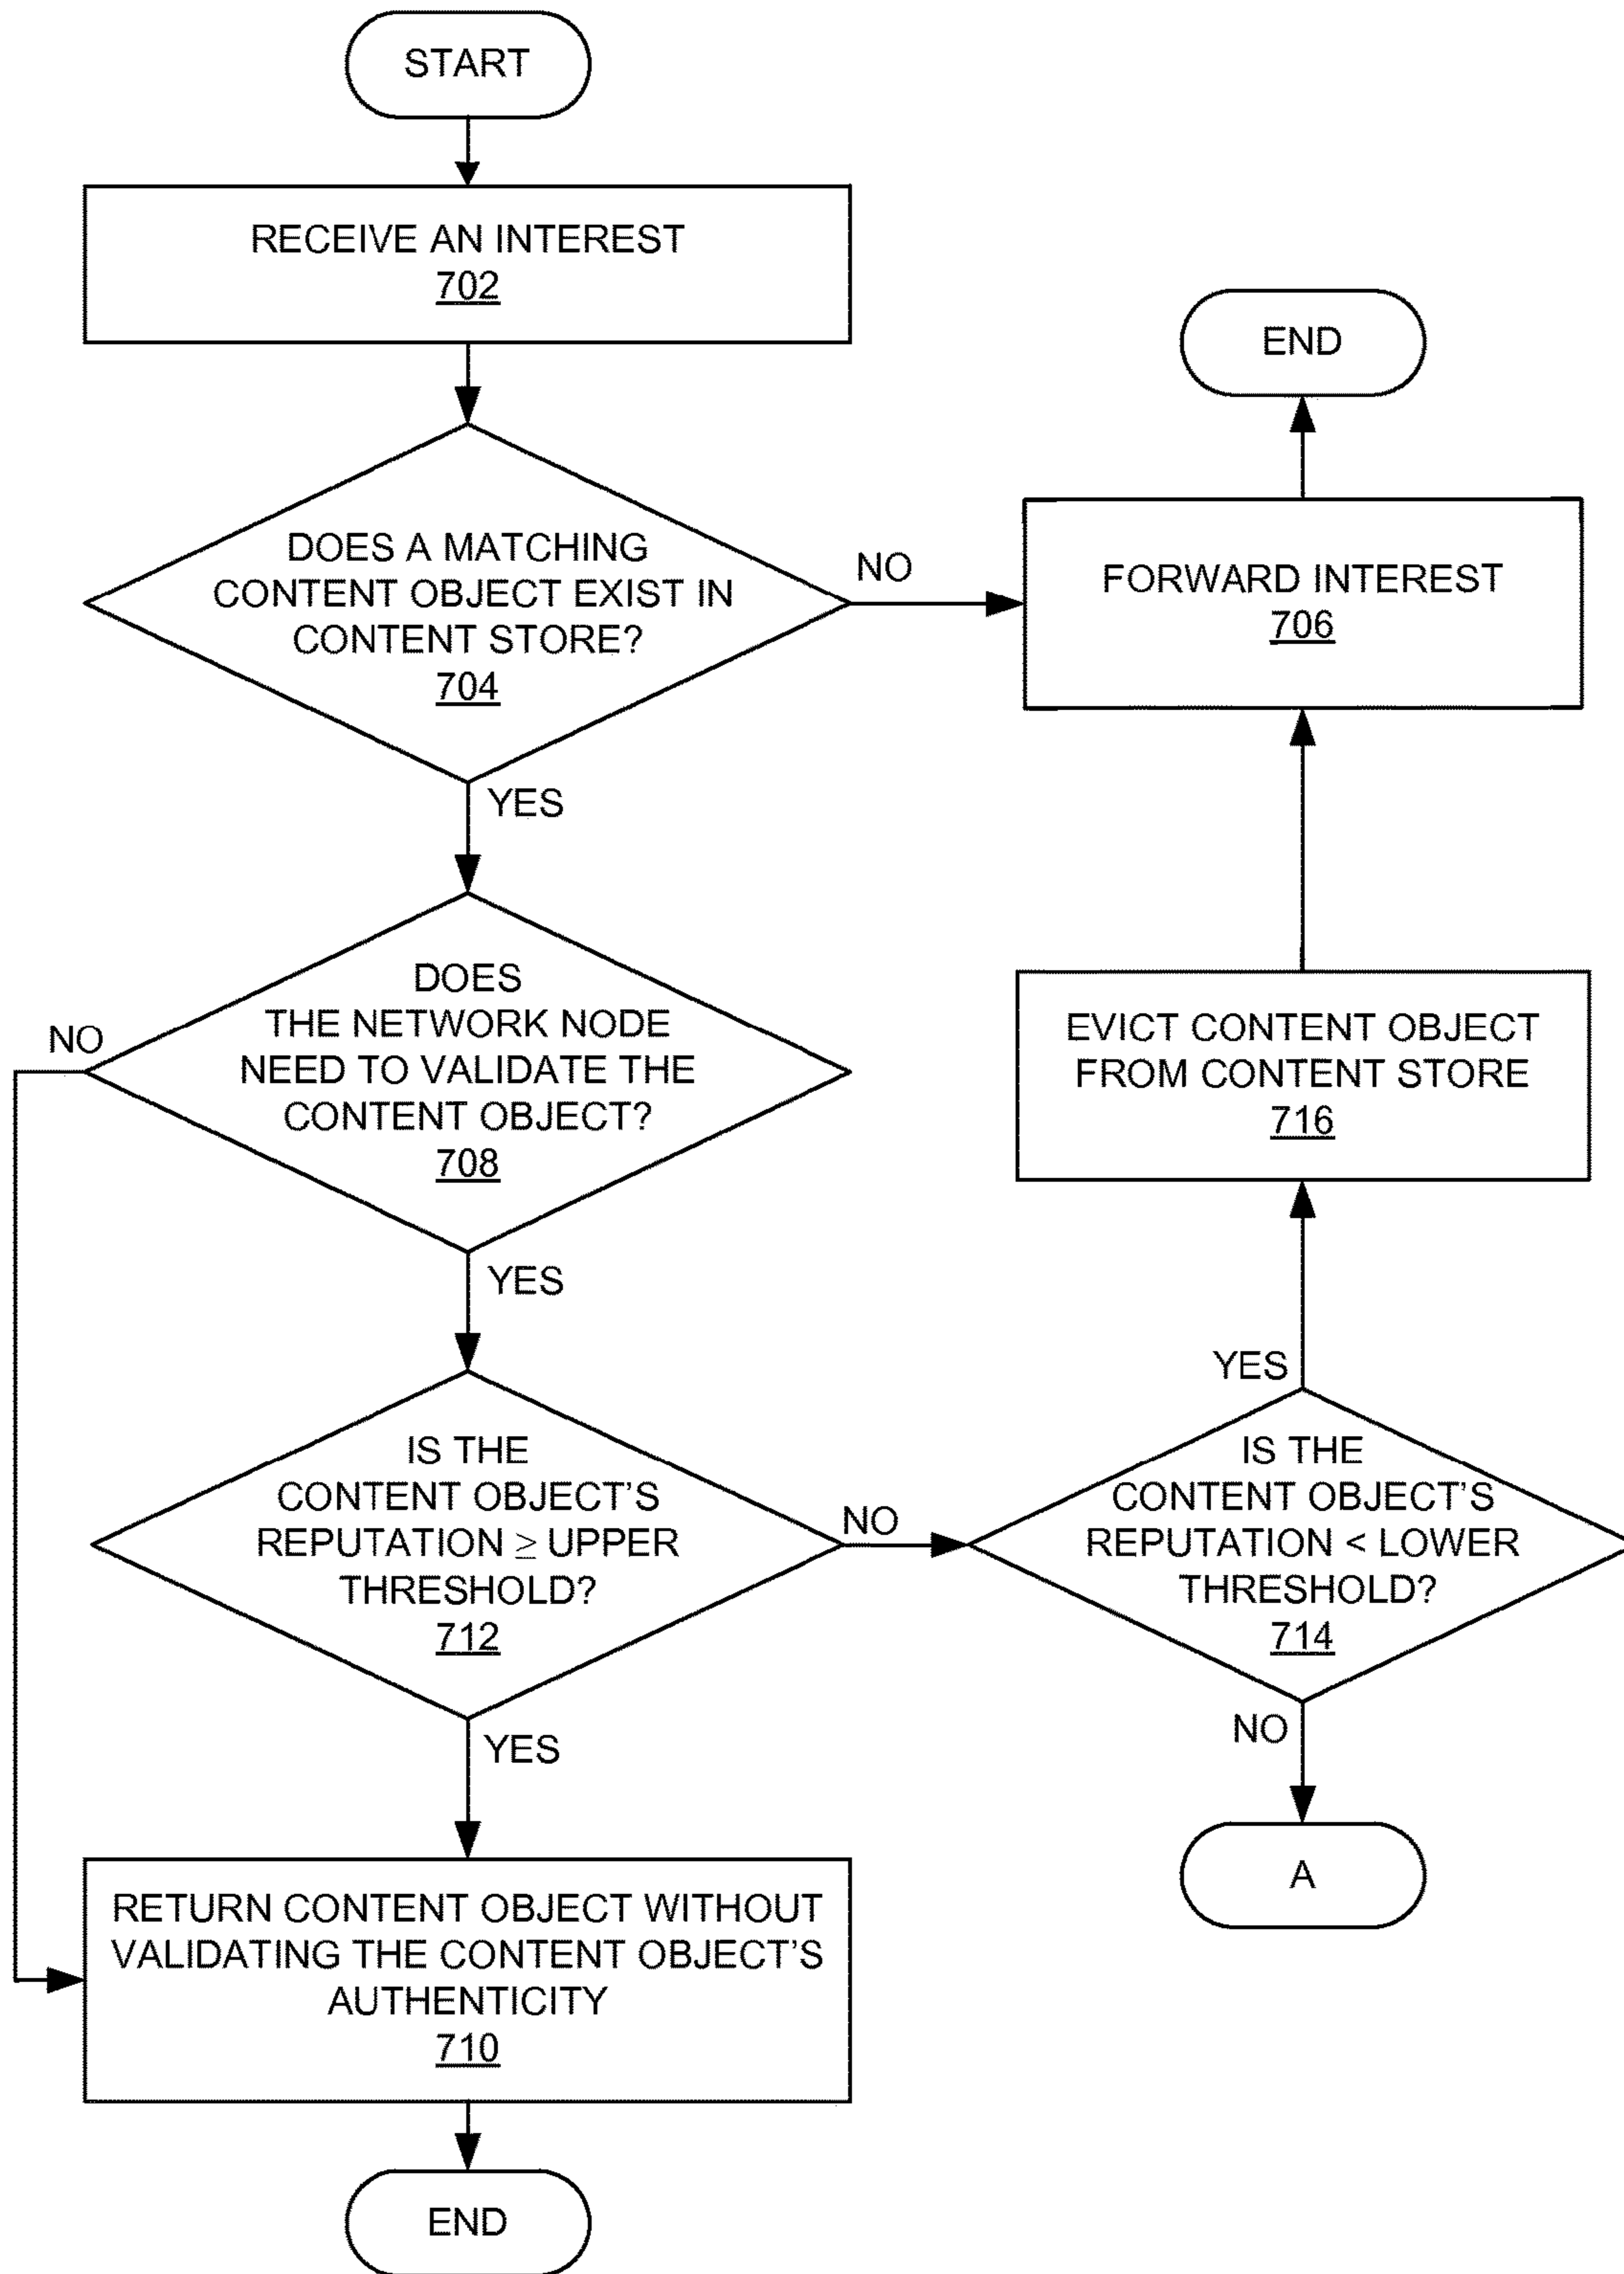 START
RECEIVE AN INTEREST
702
DOES A MATCHING
CONTENT OBJECT EXIST IN
CONTENT STORE?
704
NO
FORWARD INTEREST
706
END
YES
DOES
THE NETWORK NODE
NEED TO VALIDATE THE
CONTENT OBJECT?
708
NO
YES
EVICT CONTENT OBJECT
FROM CONTENT STORE
716
IS THE
CONTENT OBJECT'S
REPUTATION ≥ UPPER
THRESHOLD?
712
NO
YES
IS THE
CONTENT OBJECT'S
REPUTATION < LOWER
THRESHOLD?
714
YES
NO
A
RETURN CONTENT OBJECT WITHOUT
VALIDATING THE CONTENT OBJECT'S
AUTHENTICITY
710
END